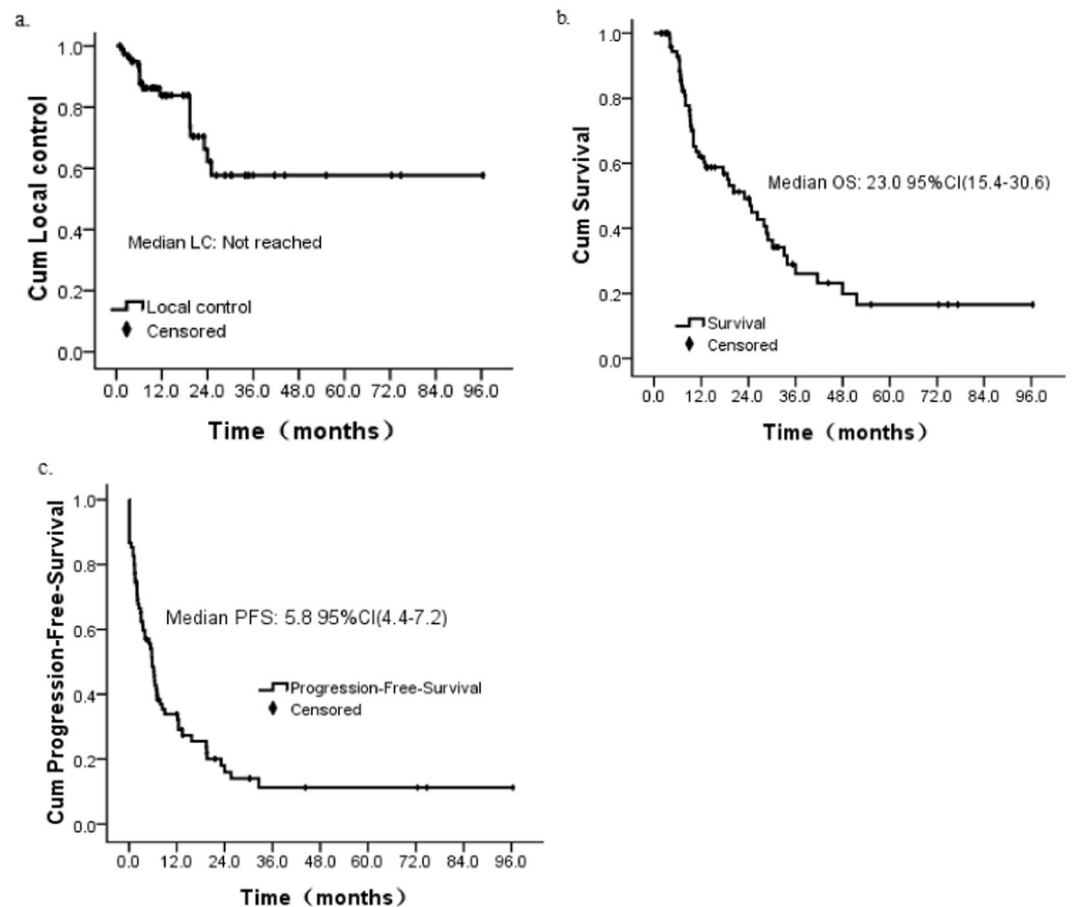 a.
Cum Local control
1.0
0.8
0.6
0.4
0.2
0.0
Median LC: Not reached
Local control
Censored
0.0 12.0 24.0 36.0 48.0 60.0 72.0 84.0 96.0
Time（months）
b.
Cum Survival
1.0
0.8
0.6
0.4
0.2
0.0
Median OS: 23.0 95%CI(15.4-30.6)
Survival
Censored
0.0 12.0 24.0 36.0 48.0 60.0 72.0 84.0 96.0
Time（months）
c.
Cum Progression-Free-Survival
1.0
0.8
0.6
0.4
0.2
0.0
Median PFS: 5.8 95%CI(4.4-7.2)
Progression-Free-Survival
Censored
0.0 12.0 24.0 36.0 48.0 60.0 72.0 84.0 96.0
Time（months）